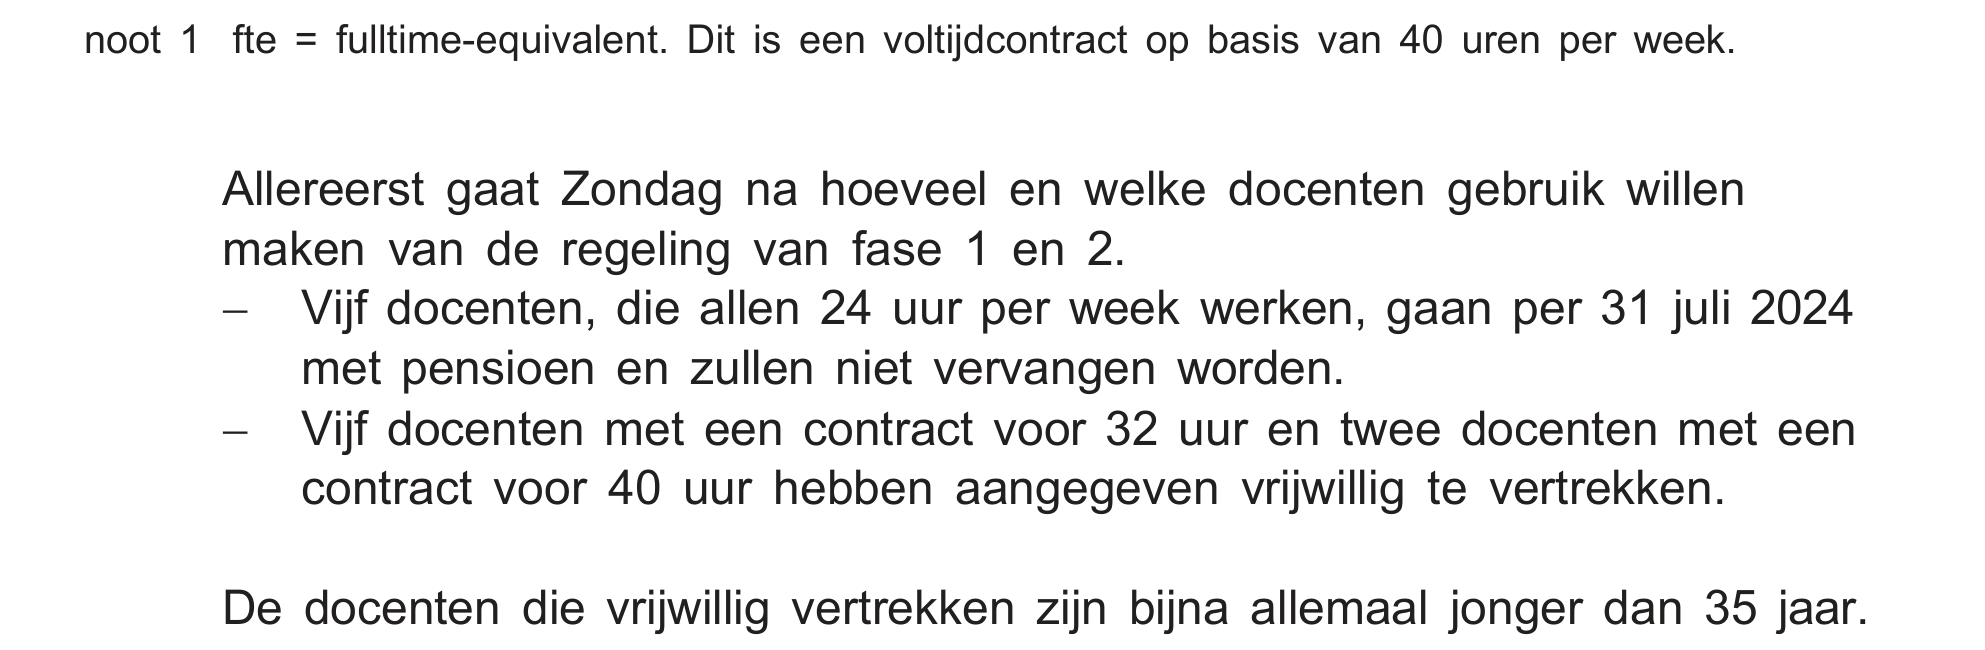 noot 1 fte = fulltime-equivalent. Dit is een voltijdcontract op basis van 40 uren per week.
Allereerst gaat Zondag na hoeveel en welke docenten gebruik willen
maken van de regeling van fase 1 en 2.
– Vijf docenten, die allen 24 uur per week werken, gaan per 31 juli 2024
met pensioen en zullen niet vervangen worden.
– Vijf docenten met een contract voor 32 uur en twee docenten met een
contract voor 40 uur hebben aangegeven vrijwillig te vertrekken.
De docenten die vrijwillig vertrekken zijn bijna allemaal jonger dan 35 jaar.